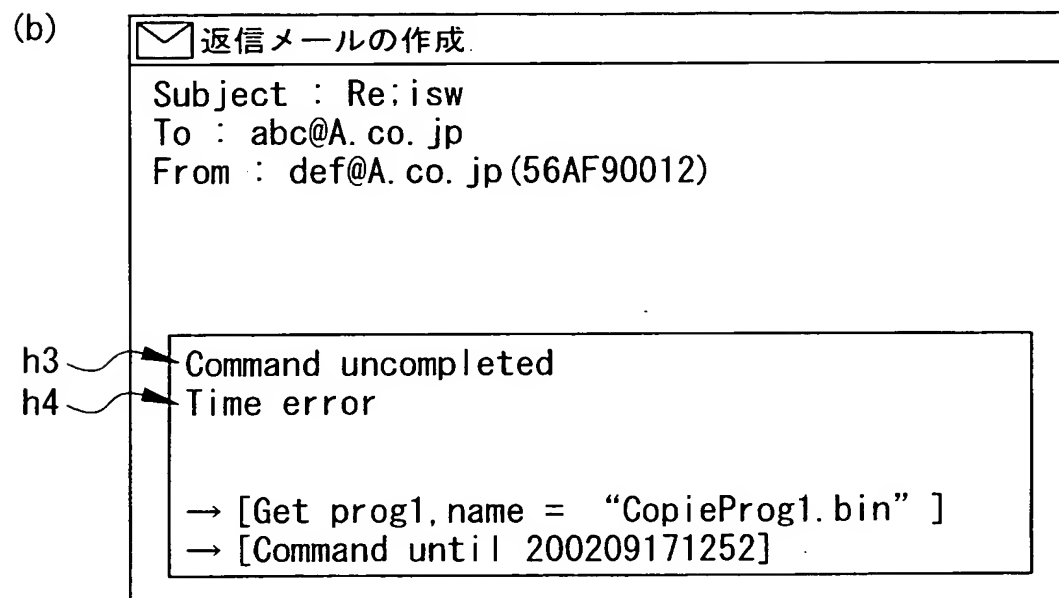 (b)
返信メールの作成
Subject : Re;isw
To : abc@A.co.jp
From : def@A.co.jp(56AF90012)
h3 Command uncompleted
h4 Time error
→ [Get prog1,name = “CopieProg1.bin” ]
→ [Command until 200209171252]